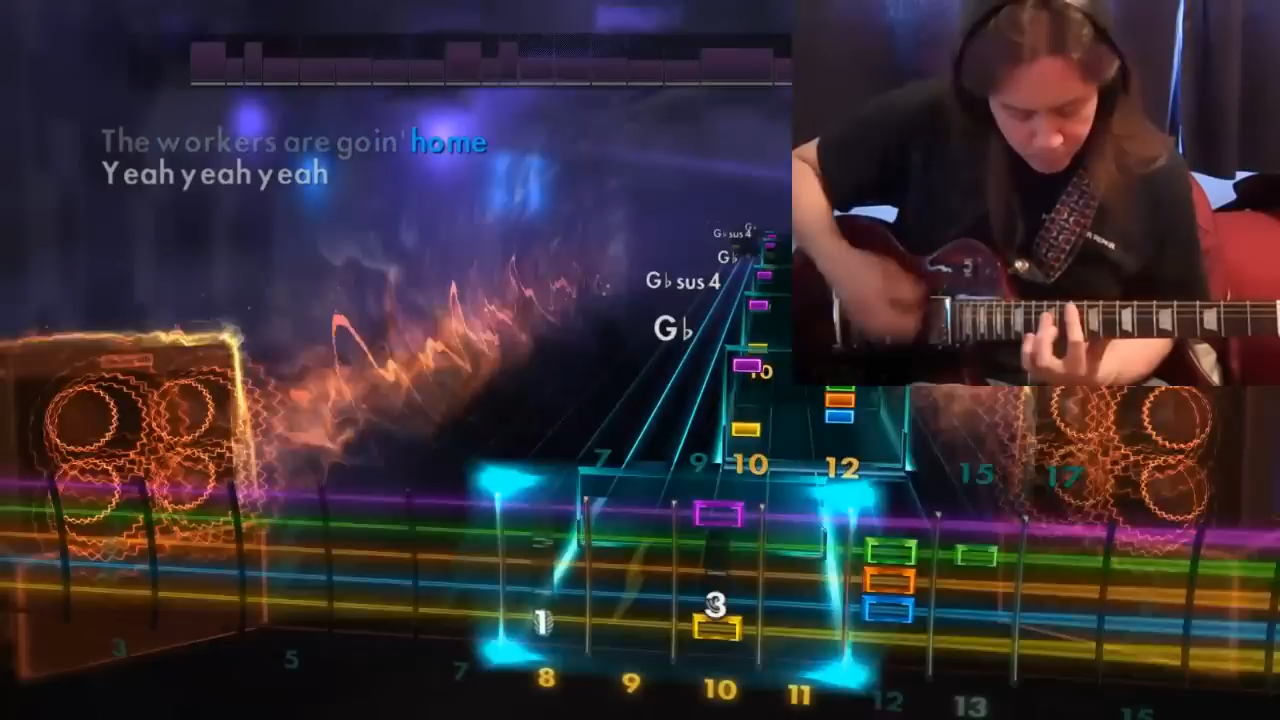 The workers are goin' home
Yeah yeah yeah
G♭sus4
G♭
G♭
G♭sus4
G♭
10
7 9 10 12 15 17
1 3
3 5 7 8 9 10 11 12 13 15